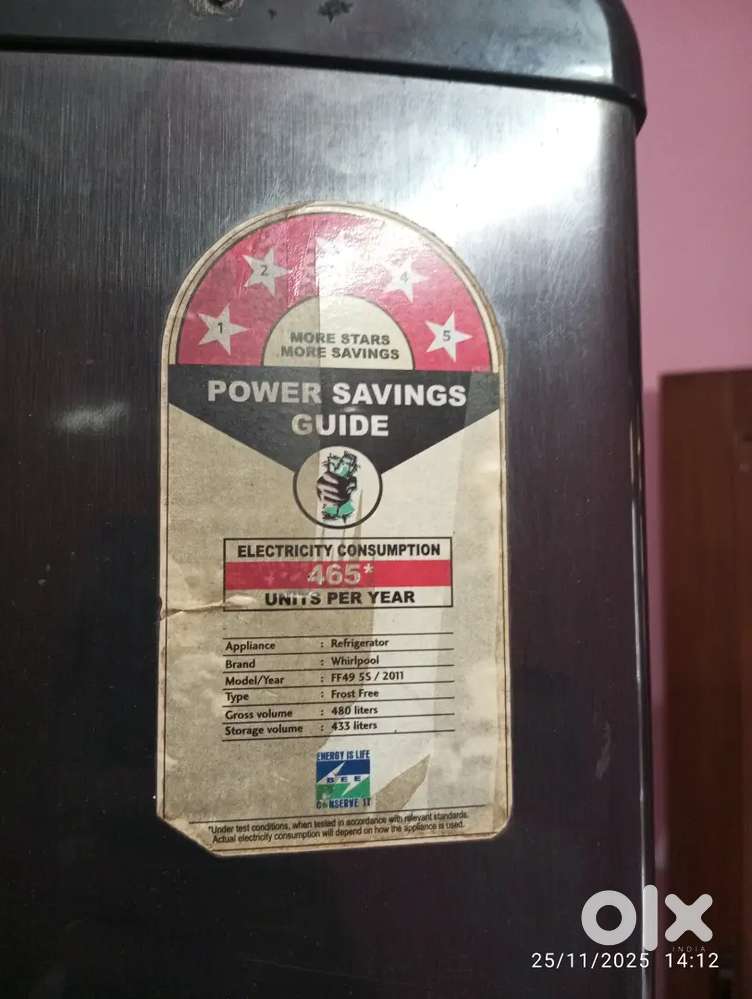 1
2
4
5
MORE STARS
MORE SAVINGS
POWER SAVINGS
GUIDE
ELECTRICITY CONSUMPTION
465*
UNITS PER YEAR
Appliance : Refrigerator
Brand : Whirlpool
Model/Year : FF49 5S / 2011
Type : Frost Free
Gross volume : 480 liters
Storage volume : 433 liters
ENERGY IS LIFE
BEE
CONSERVE IT
*Under test conditions, when tested in accordance with relevant standards.
Actual electricity consumption will depend on how the appliance is used.
olx
INDIA
25/11/2025 14:12